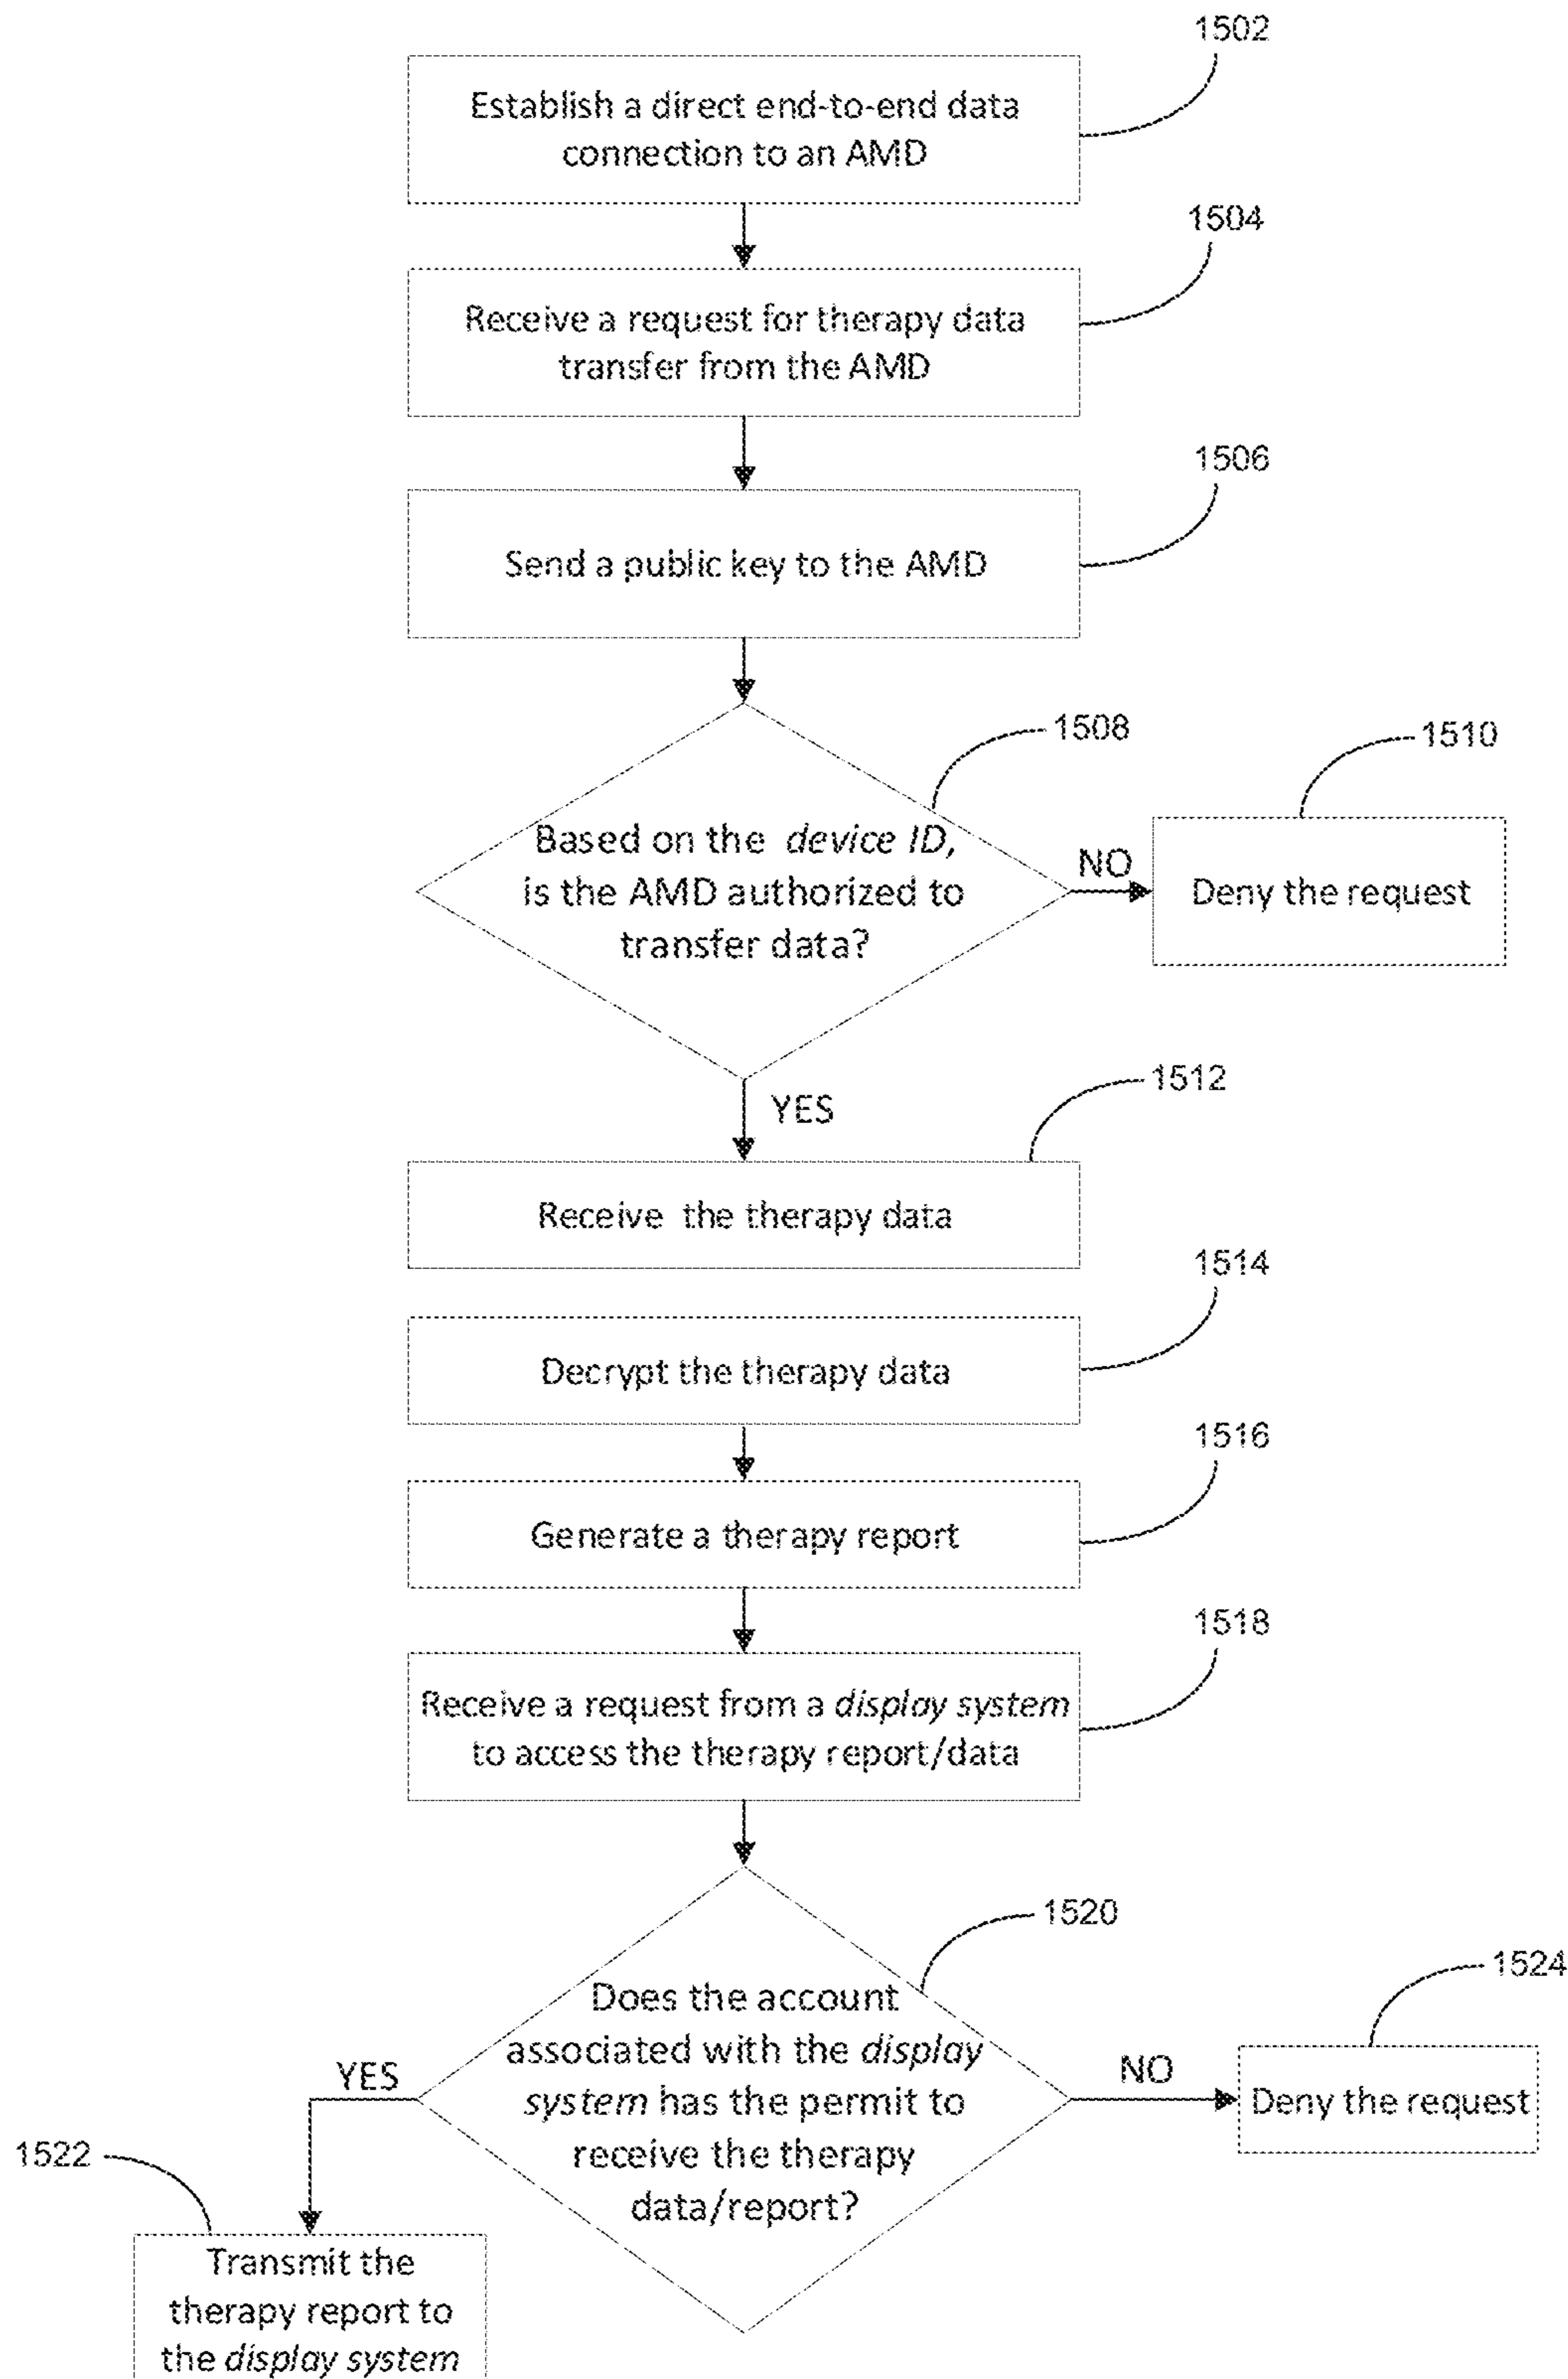 1502
Establish a direct end-to-end data
connection to an AMD
1504
Receive a request for therapy data
transfer from the AMD
1506
Send a public key to the AMD
1508
Based on the device ID,
is the AMD authorized to
transfer data?
NO
1510
Deny the request
YES
1512
Receive the therapy data
1514
Decrypt the therapy data
1516
Generate a therapy report
1518
Receive a request from a display system
to access the therapy report/data
1520
Does the account
associated with the display
system has the permit to
receive the therapy
data/report?
NO
1524
Deny the request
YES
1522
Transmit the
therapy report to
the display system